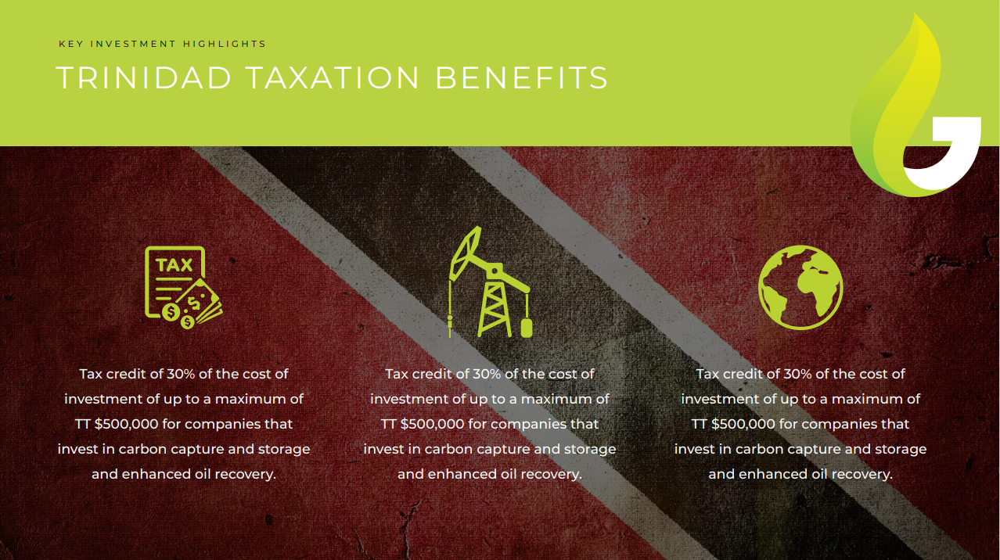 KEY INVESTMENT HIGHLIGHTS
TRINIDAD TAXATION BENEFITS
TAX
Tax credit of 30% of the cost of
investment of up to a maximum of
TT $500,000 for companies that
invest in carbon capture and storage
and enhanced oil recovery.
Tax credit of 30% of the cost of
investment of up to a maximum of
TT $500,000 for companies that
invest in carbon capture and storage
and enhanced oil recovery.
Tax credit of 30% of the cost of
investment of up to a maximum of
TT $500,000 for companies that
invest in carbon capture and storage
and enhanced oil recovery.